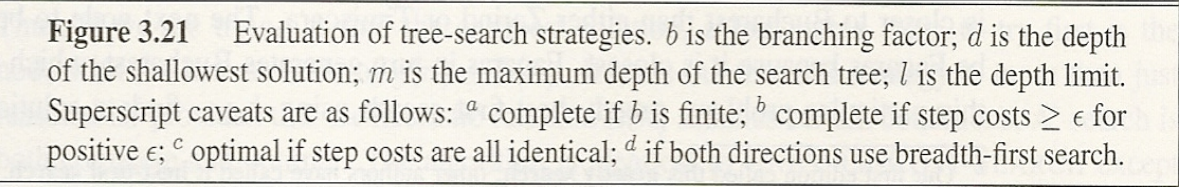 Figure 3.21 Evaluation of tree-search strategies. b is the branching factor; d is the depth
of the shallowest solution; m is the maximum depth of the search tree; l is the depth limit.
Superscript caveats are as follows: ᵃ complete if b is finite; ᵇ complete if step costs ≥ ϵ for
positive ϵ; ᶜ optimal if step costs are all identical; ᵈ if both directions use breadth-first search.